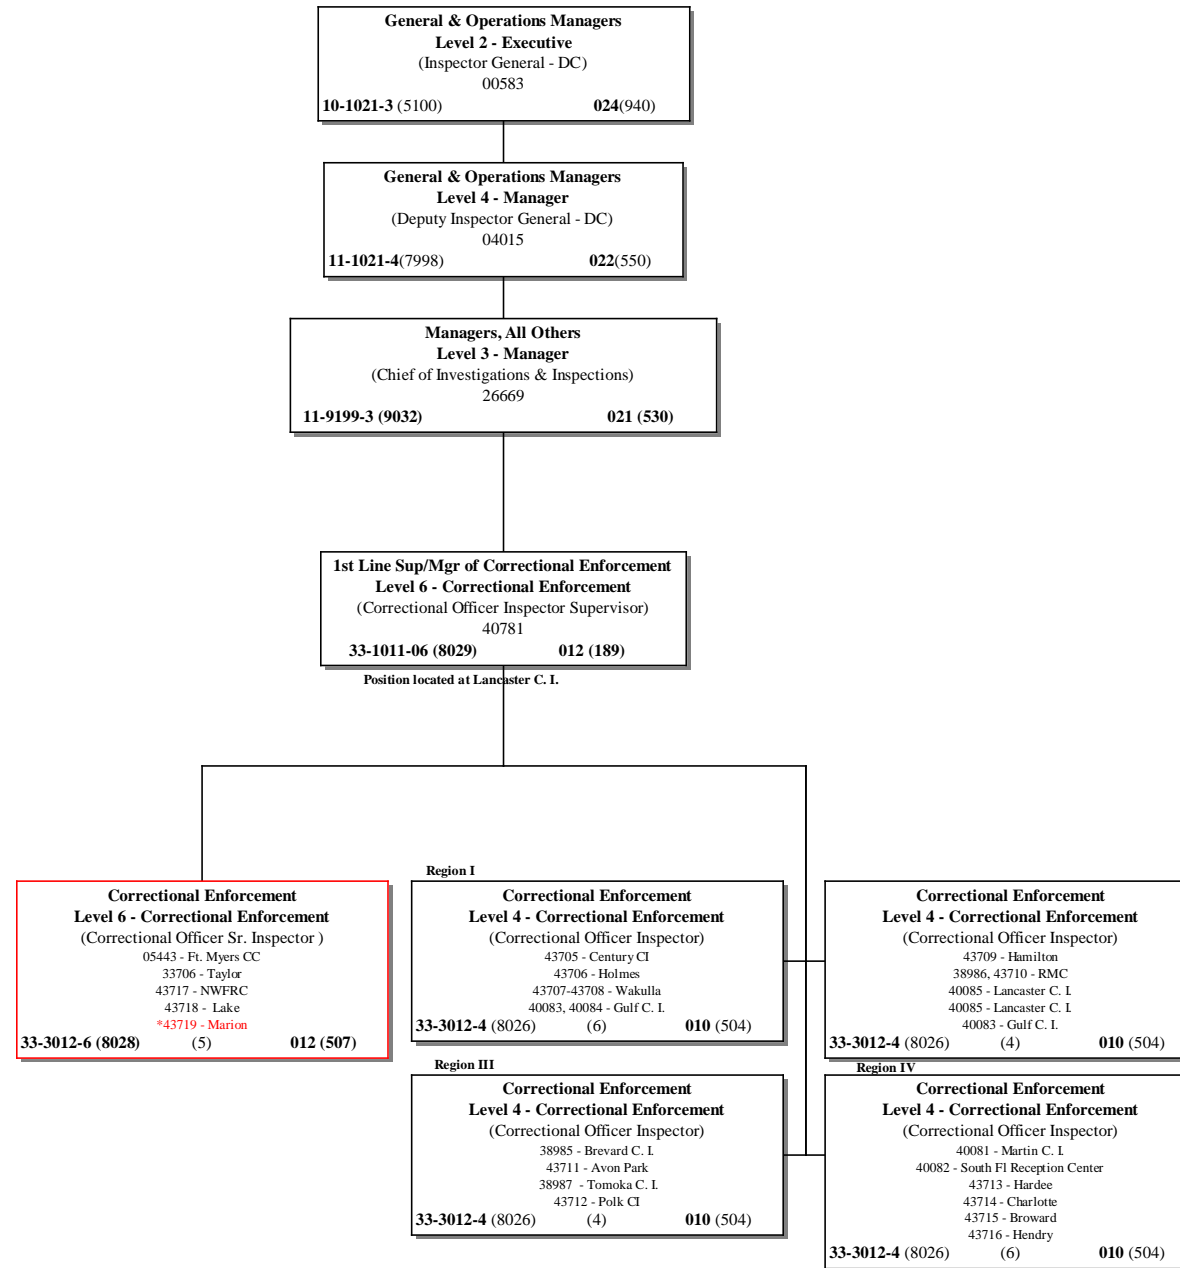 General & Operations Managers
Level 2 - Executive
(Inspector General - DC)
00583
10-1021-3 (5100) 024(940)
General & Operations Managers
Level 4 - Manager
(Deputy Inspector General - DC)
04015
11-1021-4(7998) 022(550)
Managers, All Others
Level 3 - Manager
(Chief of Investigations & Inspections)
26669
11-9199-3 (9032) 021 (530)
1st Line Sup/Mgr of Correctional Enforcement
Level 6 - Correctional Enforcement
(Correctional Officer Inspector Supervisor)
40781
33-1011-06 (8029) 012 (189)
Position located at Lancaster C. I.
Correctional Enforcement
Level 6 - Correctional Enforcement
(Correctional Officer Sr. Inspector )
05443 - Ft. Myers CC
33706 - Taylor
43717 - NWFRC
43718 - Lake
*43719 - Marion
33-3012-6 (8028) (5) 012 (507)
Region I
Correctional Enforcement
Level 4 - Correctional Enforcement
(Correctional Officer Inspector)
43705 - Century CI
43706 - Holmes
43707-43708 - Wakulla
40083, 40084 - Gulf C. I.
33-3012-4 (8026) (6) 010 (504)
Correctional Enforcement
Level 4 - Correctional Enforcement
(Correctional Officer Inspector)
43709 - Hamilton
38986, 43710 - RMC
40085 - Lancaster C. I.
40085 - Lancaster C. I.
40083 - Gulf C. I.
33-3012-4 (8026) (4) 010 (504)
Region III
Correctional Enforcement
Level 4 - Correctional Enforcement
(Correctional Officer Inspector)
38985 - Brevard C. I.
43711 - Avon Park
38987 - Tomoka C. I.
43712 - Polk CI
33-3012-4 (8026) (4) 010 (504)
Region IV
Correctional Enforcement
Level 4 - Correctional Enforcement
(Correctional Officer Inspector)
40081 - Martin C. I.
40082 - South Fl Reception Center
43713 - Hardee
43714 - Charlotte
43715 - Broward
43716 - Hendry
33-3012-4 (8026) (6) 010 (504)